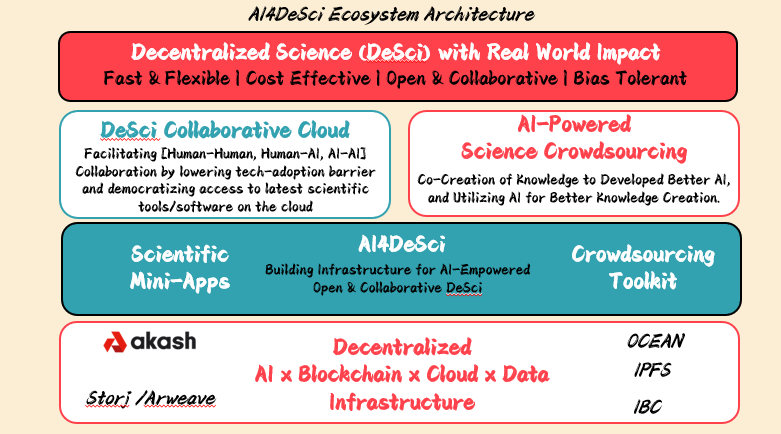 AI4DeSci Ecosystem Architecture
Decentralized Science (DeSci) with Real World Impact
Fast & Flexible | Cost Effective | Open & Collaborative | Bias Tolerant
DeSci Collaborative Cloud
Facilitating [Human-Human, Human-AI, AI-AI]
Collaboration by lowering tech-adoption barrier
and democratizing access to latest scientific
tools/software on the cloud
AI-Powered
Science Crowdsourcing
Co-Creation of Knowledge to Developed Better AI,
and Utilizing AI for Better Knowledge Creation.
Scientific
Mini-Apps
AI4DeSci
Building Infrastructure for AI-Empowered
Open & Collaborative DeSci
Crowdsourcing
Toolkit
akash
Storj /Arweave
Decentralized
AI x Blockchain x Cloud x Data
Infrastructure
OCEAN
IPFS
IBC